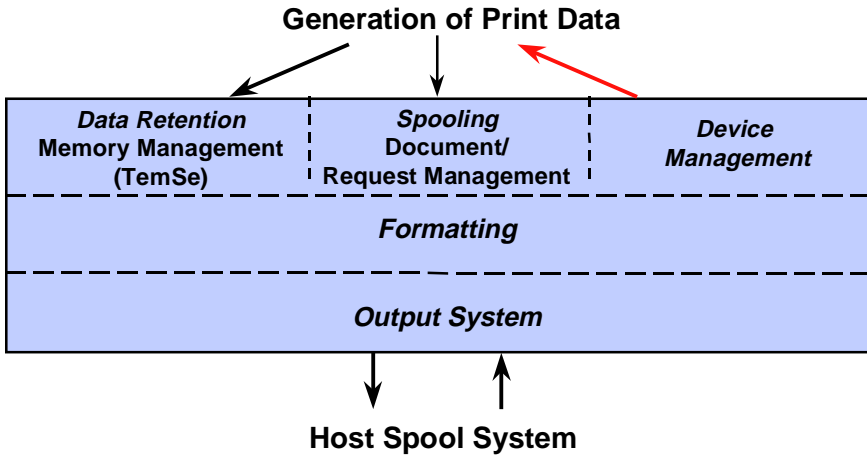 Generation of Print Data
Data Retention
Memory Management
(TemSe)
Spooling
Document/
Request Management
Device
Management
Formatting
Output System
Host Spool System